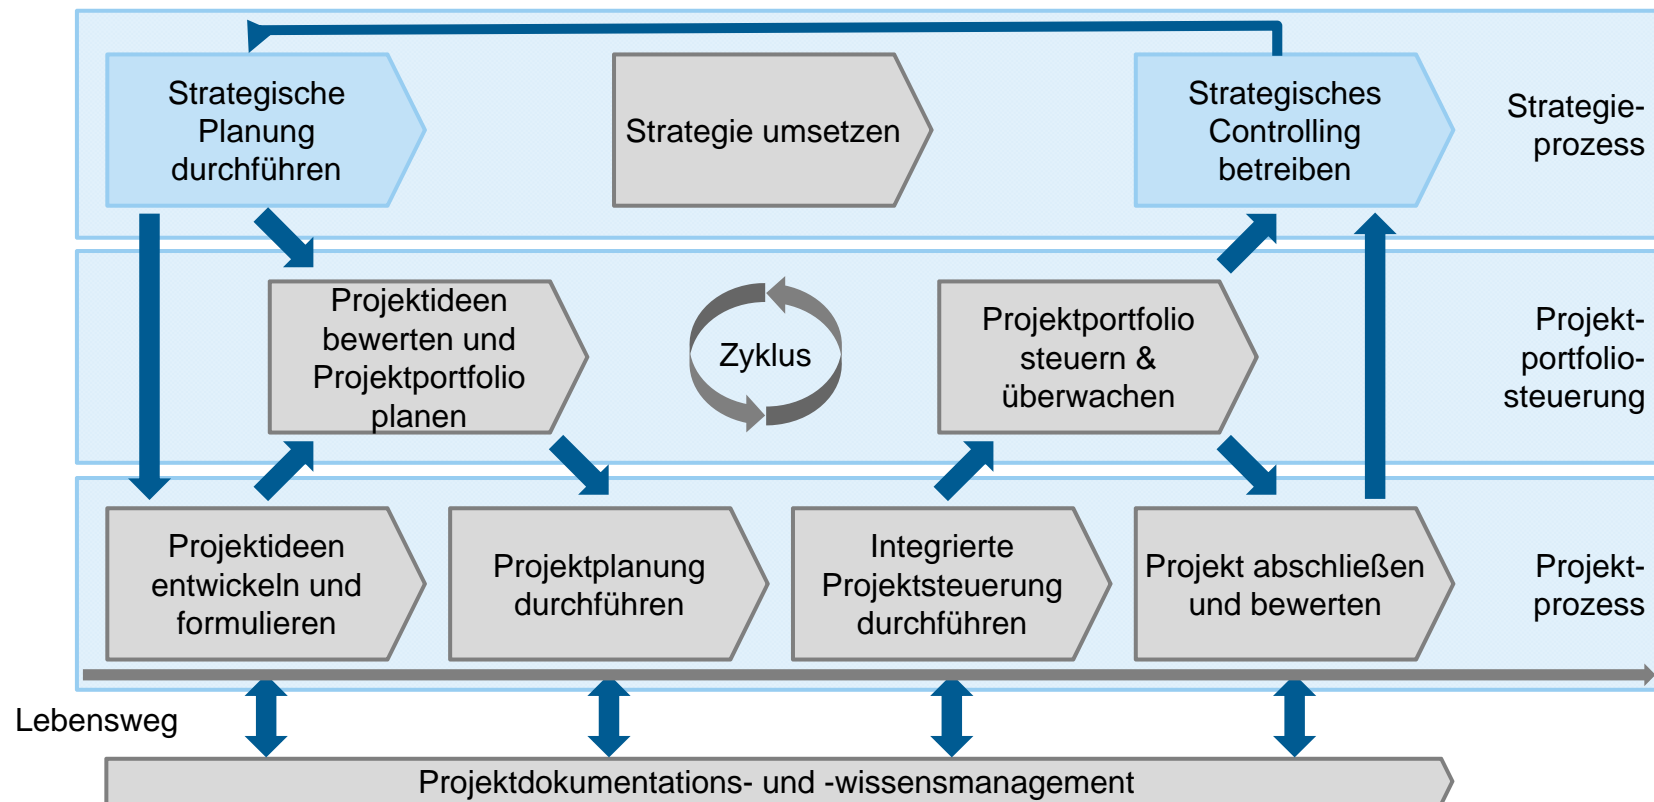 Strategische
Planung
durchführen
Strategie umsetzen
Strategisches
Controlling
betreiben
Strategie-
prozess
Projektideen
bewerten und
Projektportfolio
planen
Zyklus
Projektportfolio
steuern &
überwachen
Projekt-
portfolio-
steuerung
Projektideen
entwickeln und
formulieren
Projektplanung
durchführen
Integrierte
Projektsteuerung
durchführen
Projekt abschließen
und bewerten
Projekt-
prozess
Lebensweg
Projektdokumentations- und -wissensmanagement